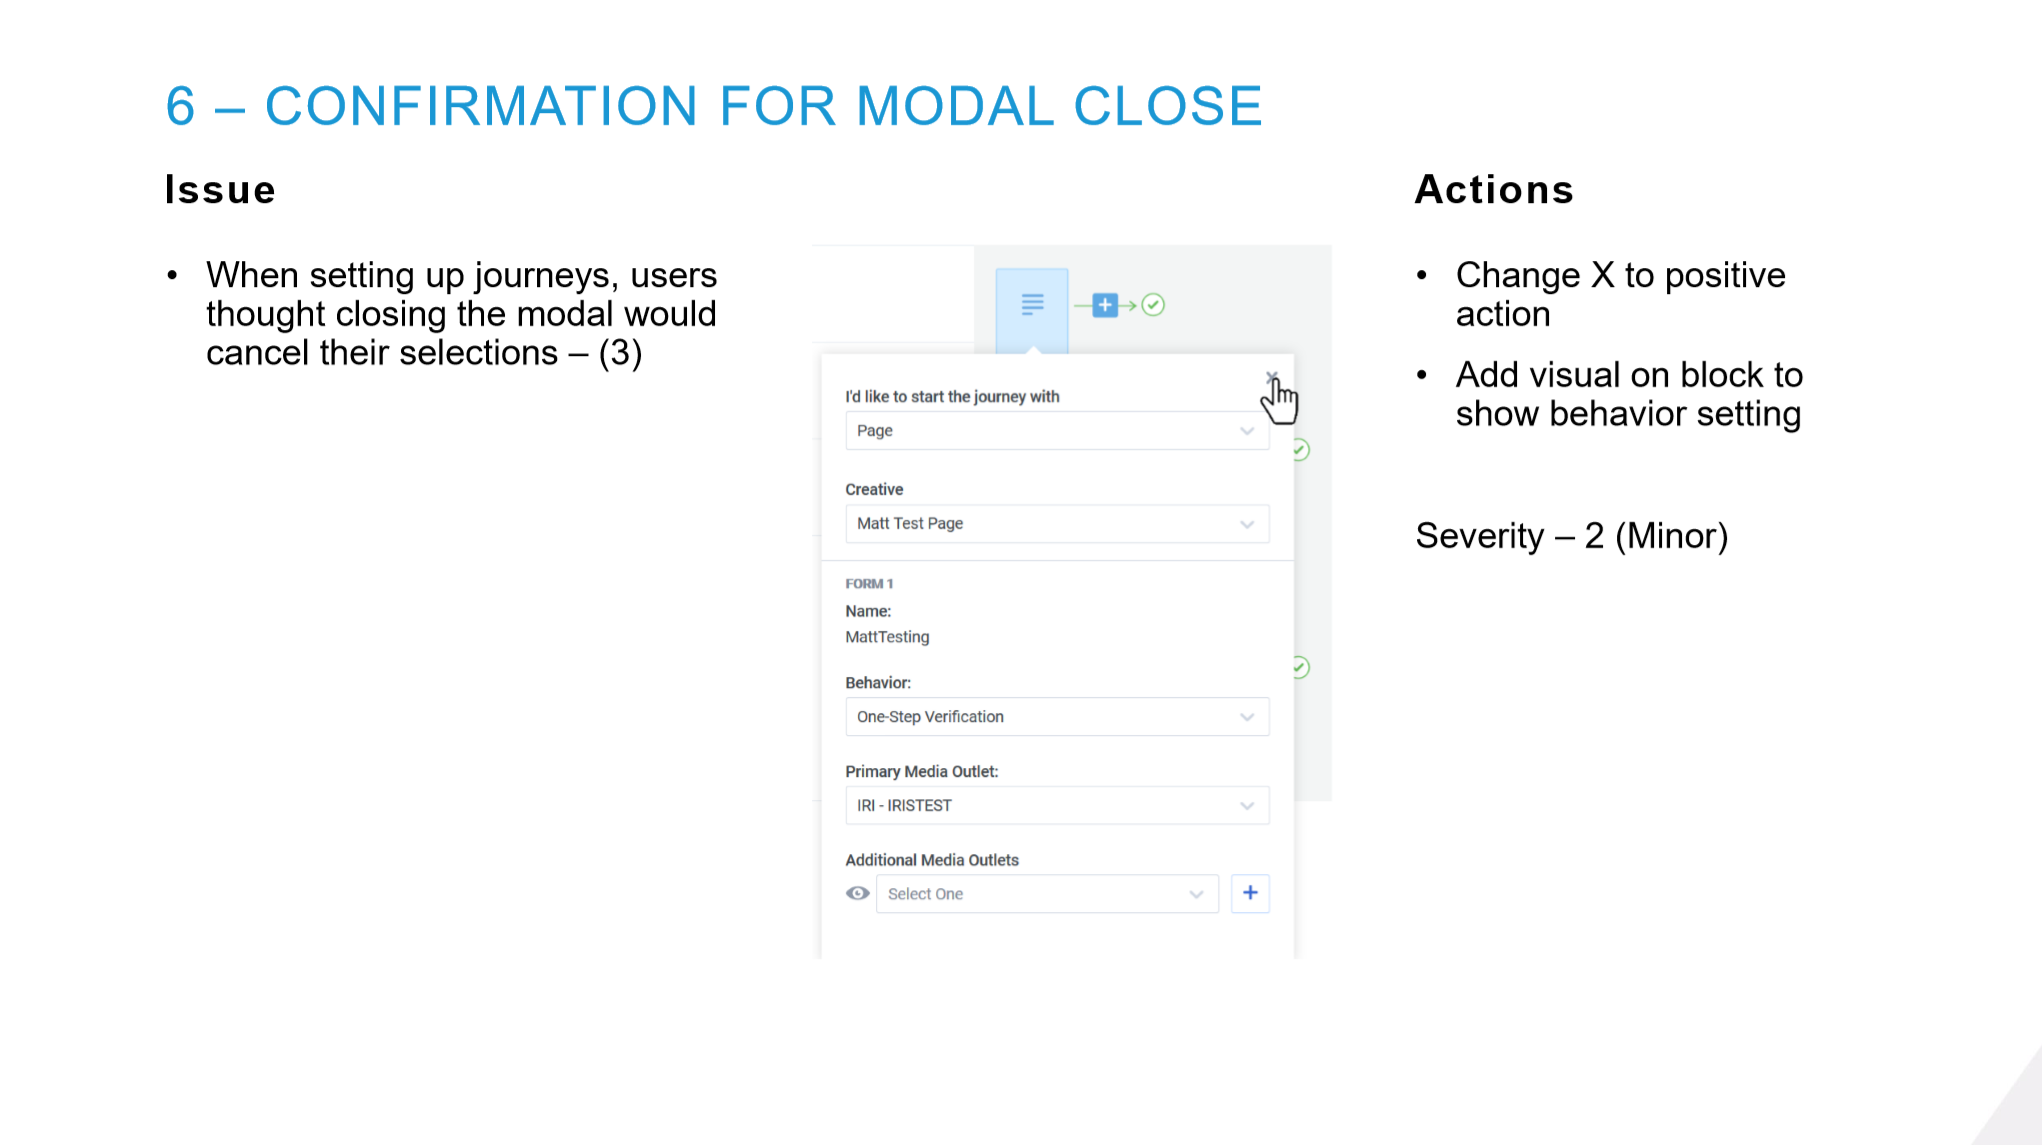 6 – CONFIRMATION FOR MODAL CLOSE
Issue
• When setting up journeys, users
thought closing the modal would
cancel their selections – (3)
I'd like to start the journey with
Page
Creative
Matt Test Page
FORM 1
Name:
MattTesting
Behavior:
One-Step Verification
Primary Media Outlet:
IRI - IRISTEST
Additional Media Outlets
Select One
Actions
• Change X to positive
action
• Add visual on block to
show behavior setting
Severity – 2 (Minor)